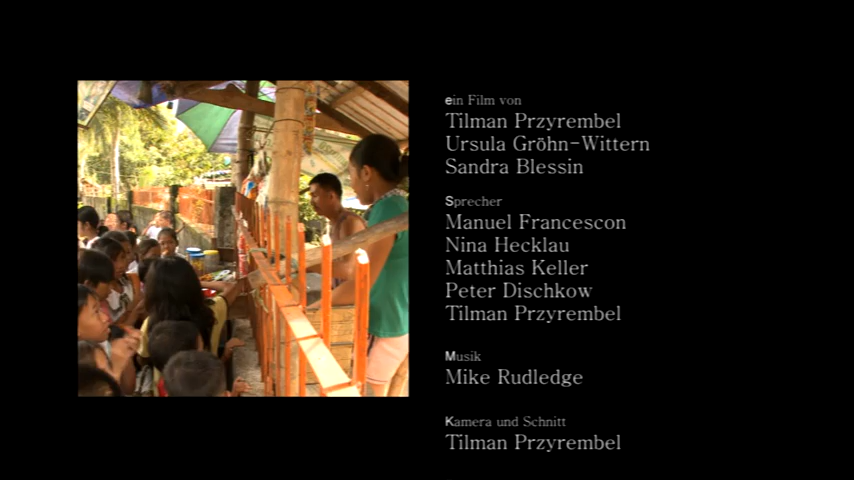 ein Film von
Tilman Przyrembel
Ursula Gröhn-Wittern
Sandra Blessin
Sprecher
Manuel Francescon
Nina Hecklau
Matthias Keller
Peter Dischkow
Tilman Przyrembel
Musik
Mike Rudledge
Kamera und Schnitt
Tilman Przyrembel